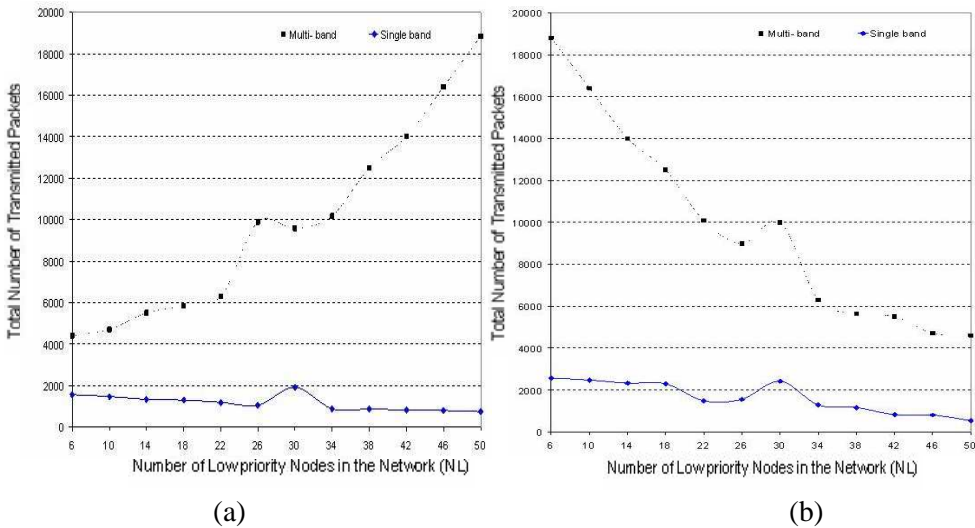 20000
18000
16000
14000
12000
10000
8000
6000
4000
2000
0
Total Number of Transmitted Packets
Multi- band
Single band
6 10 14 18 22 26 30 34 38 42 46 50
Number of Low priority Nodes in the Network (NL)
(a)
20000
18000
16000
14000
12000
10000
8000
6000
4000
2000
0
Total Number of Transmitted Packets
Multi-band
Single band
6 10 14 18 22 26 30 34 38 42 46 50
Number of Low priority Nodes in the Network (NL)
(b)